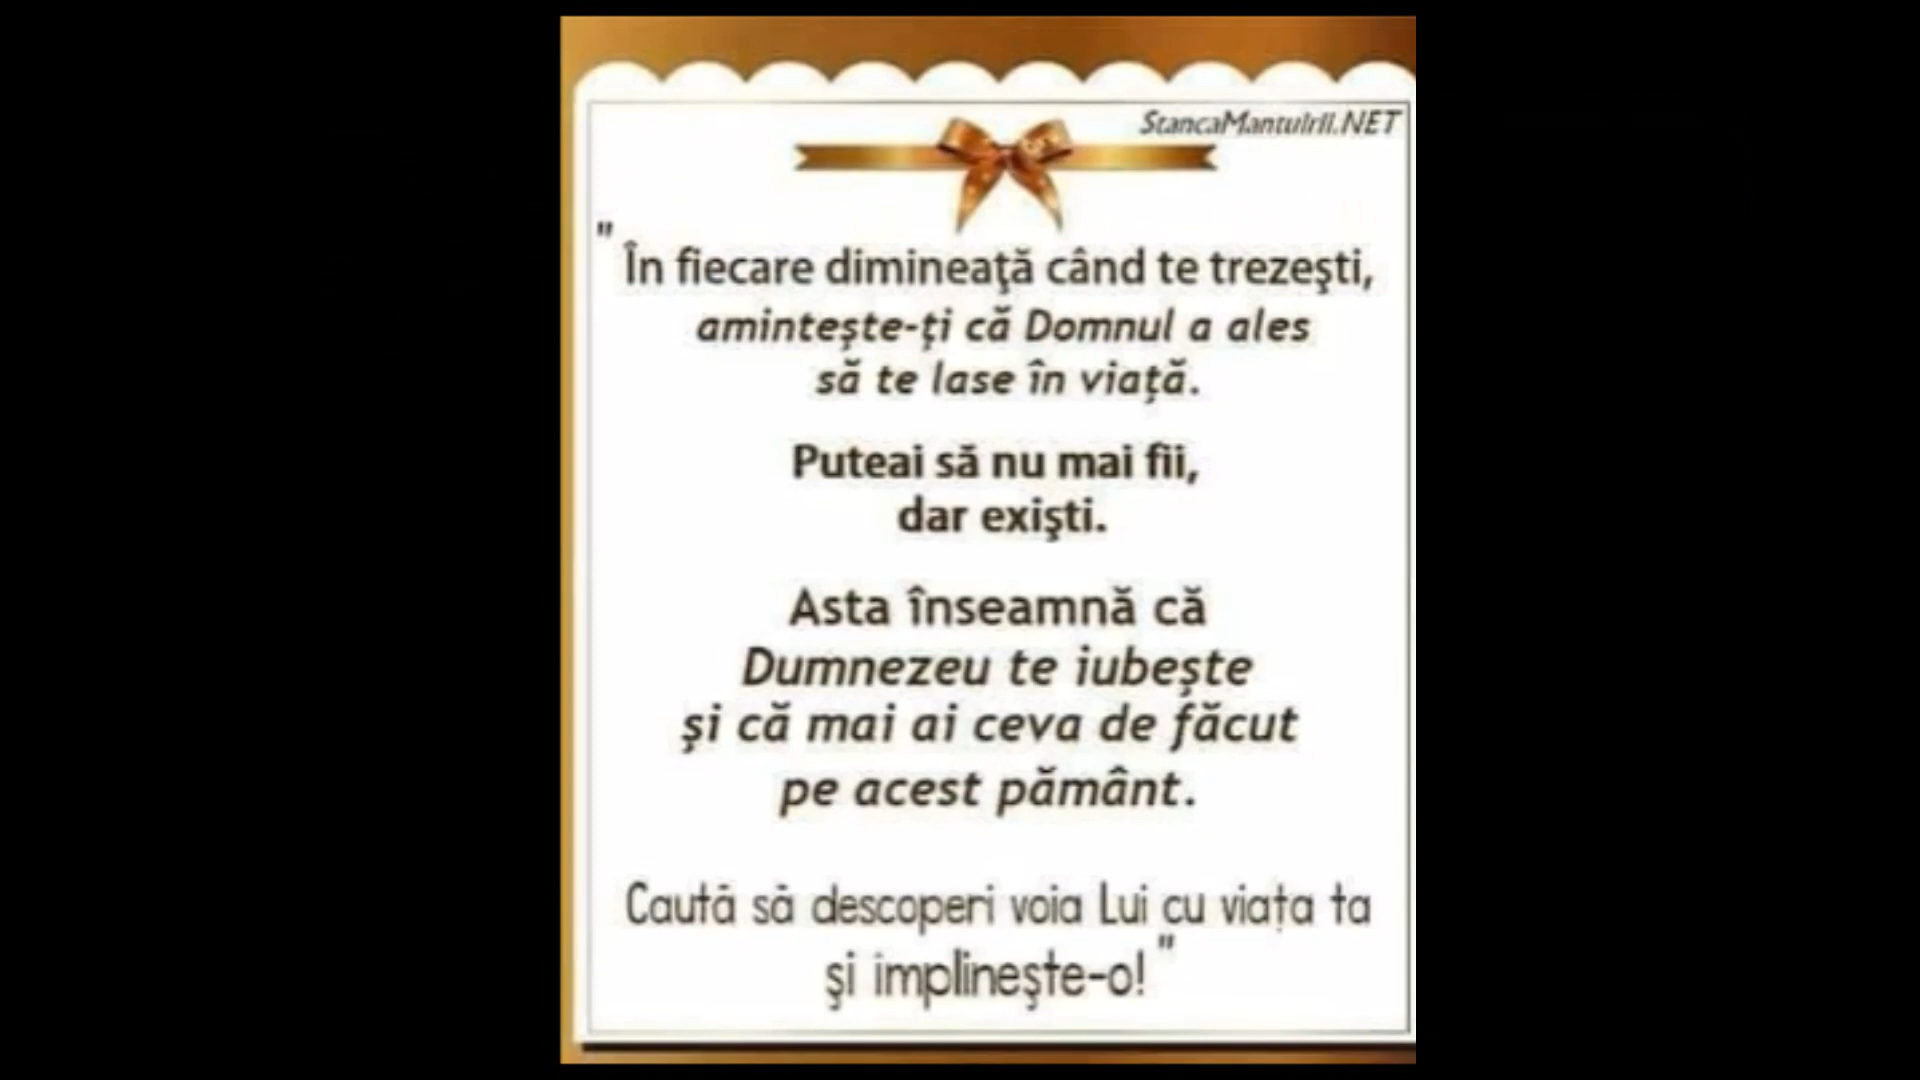 StancaMantuirii.NET
"În fiecare dimineaţă când te trezeşti,
aminteşte-ţi că Domnul a ales
să te lase în viaţă.
Puteai să nu mai fii,
dar exişti.
Asta înseamnă că
Dumnezeu te iubeşte
şi că mai ai ceva de făcut
pe acest pământ.
Caută să descoperi voia Lui cu viaţa ta
şi implineşte-o!"